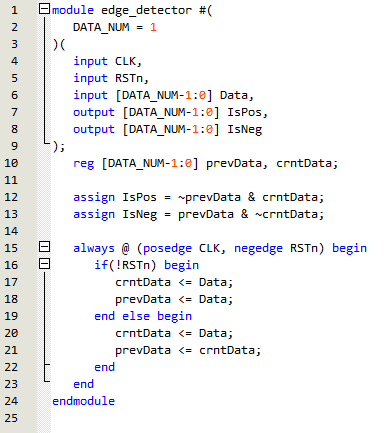 1 module edge_detector #(
2     DATA_NUM = 1
3 )(
4     input CLK,
5     input RSTn,
6     input [DATA_NUM-1:0] Data,
7     output [DATA_NUM-1:0] IsPos,
8     output [DATA_NUM-1:0] IsNeg
9 );
10     reg [DATA_NUM-1:0] prevData, crntData;
11
12     assign IsPos = ~prevData & crntData;
13     assign IsNeg = prevData & ~crntData;
14
15     always @ (posedge CLK, negedge RSTn) begin
16         if(!RSTn) begin
17             crntData <= Data;
18             prevData <= Data;
19         end else begin
20             crntData <= Data;
21             prevData <= crntData;
22         end
23     end
24 endmodule
25